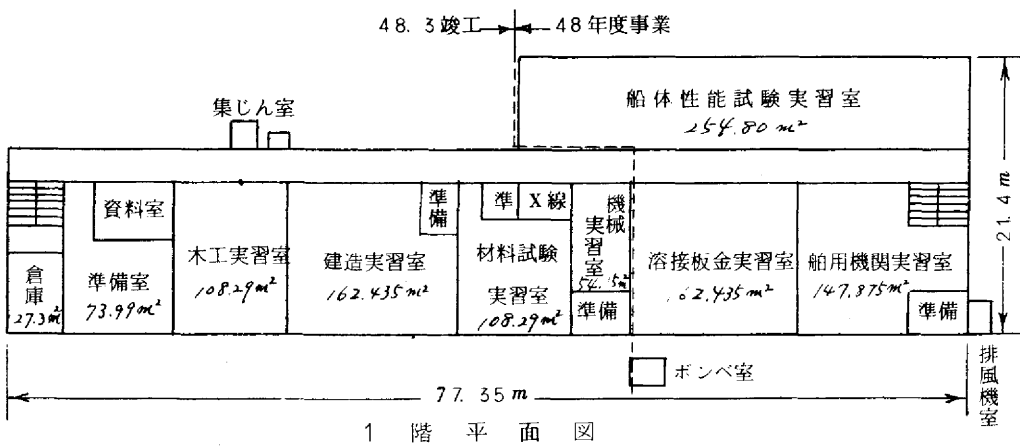 48.3竣工 48年度事業
船体性能試験実習室
254.80m²
集じん室
資料室
準備
準
X線
機械実習室
54.15m²
倉庫
27.3m²
準備室
73.99m²
木工実習室
108.29m²
建造実習室
162.435m²
材料試験
実習室
108.29m²
準備
溶接板金実習室
162.435m²
舶用機関実習室
147.875m²
準備
21.4m
ボンベ室
排風機室
77.35m
1階平面図